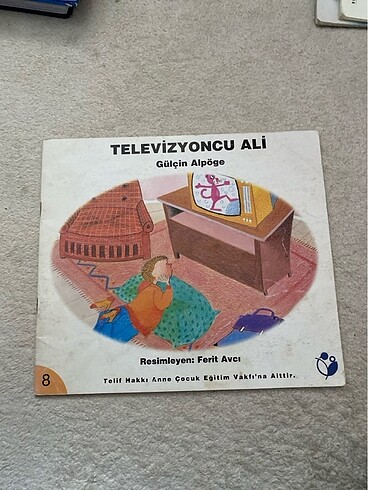 TELEVİZYONCU ALİ
Gülçin Alpöge
Resimleyen: Ferit Avcı
8
Telif Hakkı Anne Çocuk Eğitim Vakfı'na Aittir.